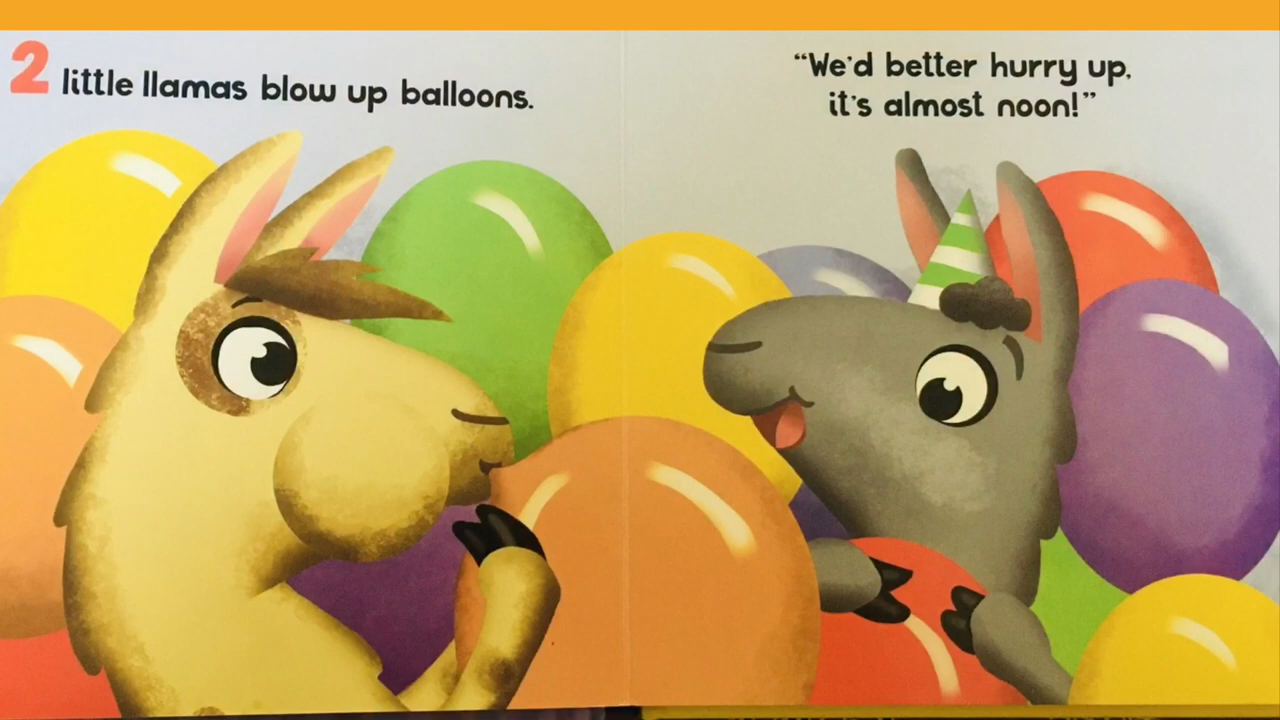 2 little llamas blow up balloons.
“We'd better hurry up,
it's almost noon!”